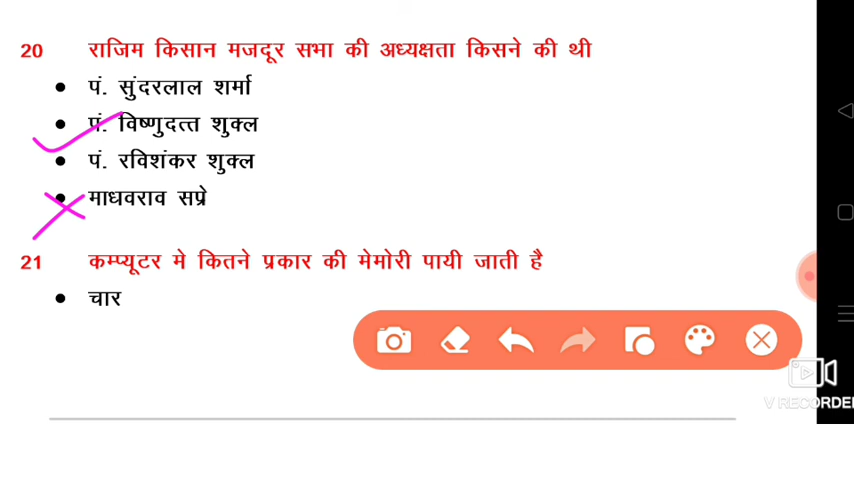 20 राजिम किसान मजदूर सभा की अध्यक्षता किसने की थी
• पं. सुंदरलाल शर्मा
• पं. विष्णुदत्त शुक्ल
• पं. रविशंकर शुक्ल
• माधवराव सप्रे
21 कम्प्यूटर मे कितने प्रकार की मेमोरी पायी जाती है
• चार
V RECORDER